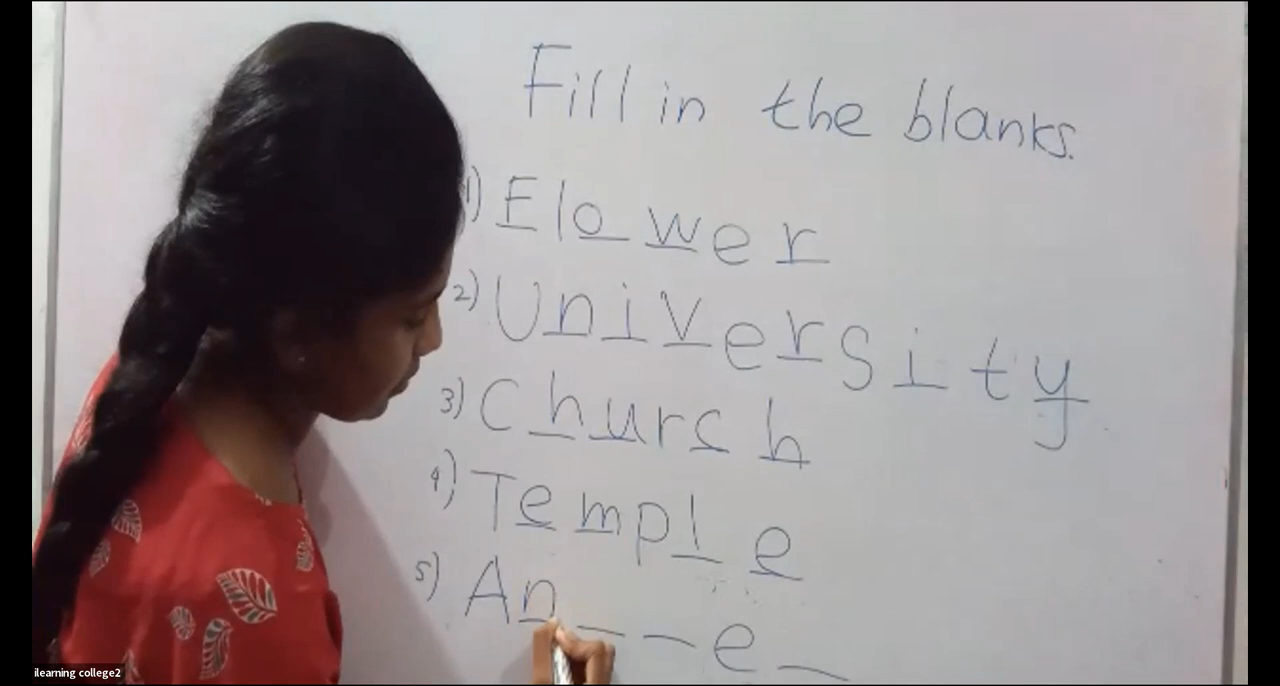 Fill in the blanks.
1) Flower
2) University
3) Church
4) Temple
5) An _ _ e _
ilearning college2